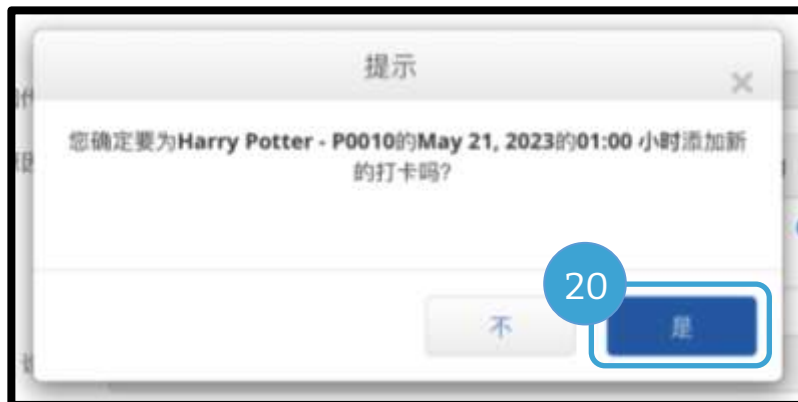 提示
×
您确定要为Harry Potter - P0010的May 21, 2023的01:00 小时添加新
的打卡吗?
20
不
是